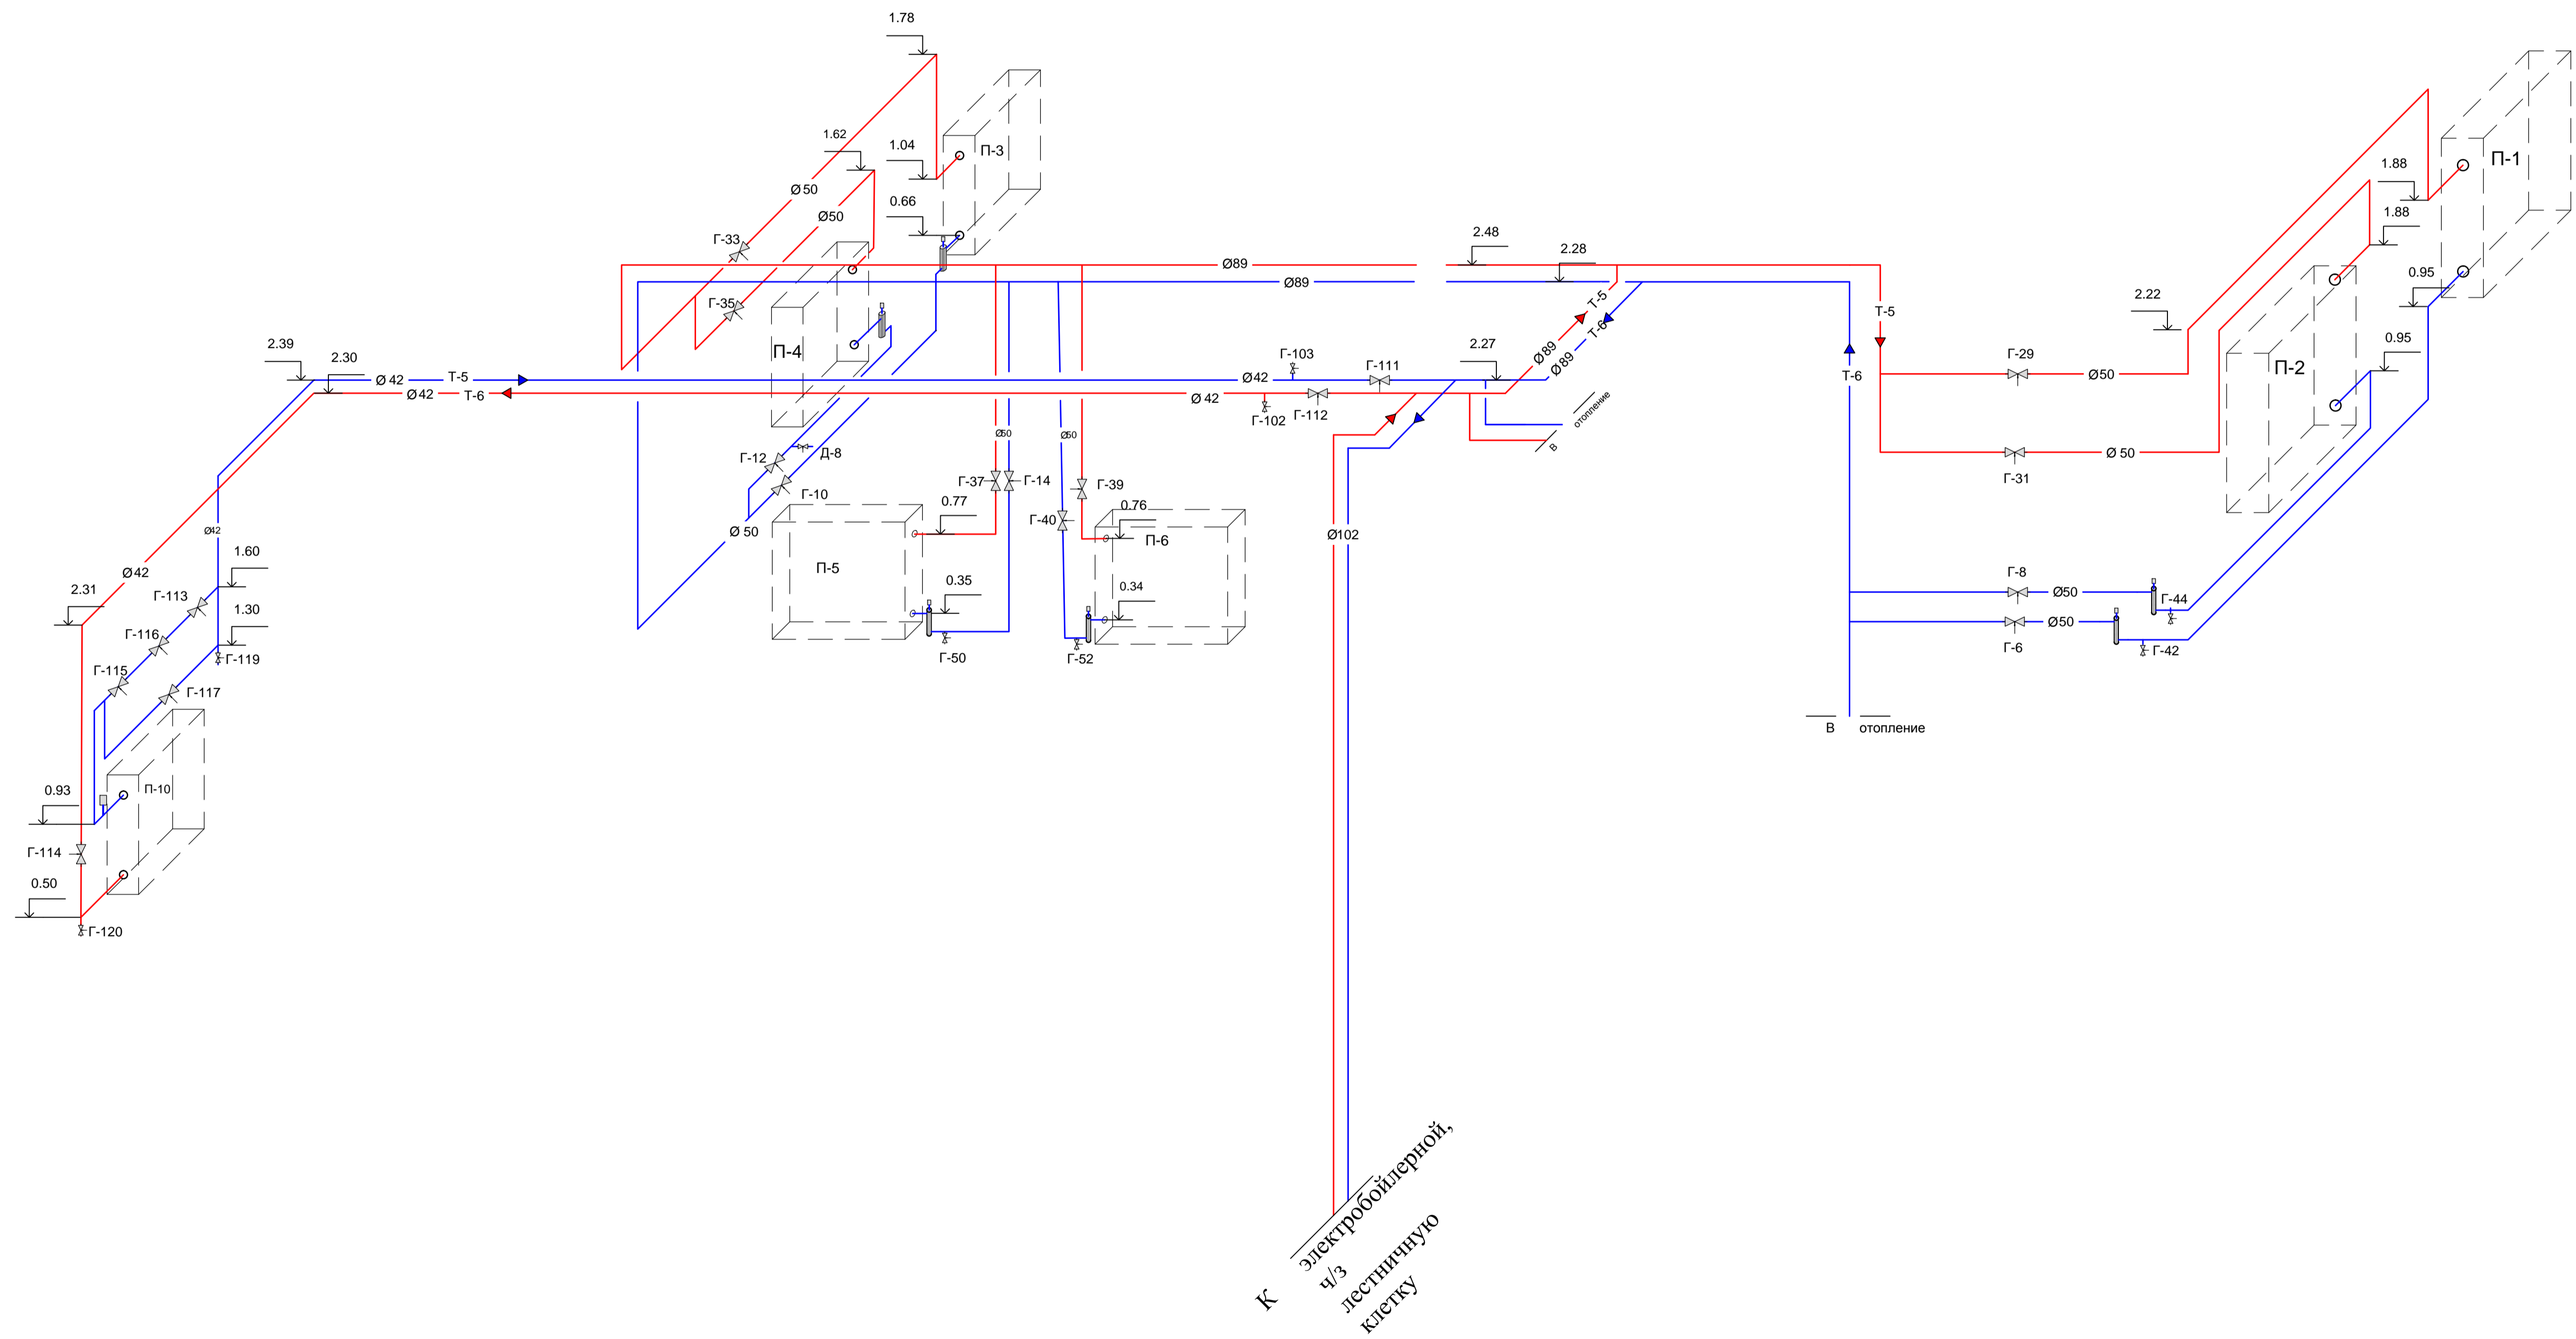 1.78
П-1
1.62
1.04
П-3
1.88
Ø 50
0.66
1.88
Ø50
2.48
Г-33
2.28
Ø89
0.95
Ø89
2.22
Т-5
Т-5
Г-35
Т-6
0.95
2.39
2.30
П-4
2.27
Г-103
Г-111
Ø89
Ø89
Г-29
П-2
Ø 42
Т-5
Ø42
Т-6
Ø50
Ø 42
Т-6
Ø 42
Г-112
Г-102
отопление
В
Ø50
Ø50
Г-12
Д-8
Ø 50
Г-37
Г-14
Г-39
Г-31
Г-10
0.77
0.76
Ø 50
Г-40
П-6
Ø42
Ø102
1.60
Ø42
П-5
0.35
0.34
Г-8
2.31
Г-113
1.30
Ø50
Г-44
Г-116
Г-119
Г-50
Г-52
Ø50
Г-6
Г-42
Г-115
Г-117
В отопление
0.93
П-10
Г-114
0.50
Г-120
К электробойлерной,
ч/з
лестничную
клетку